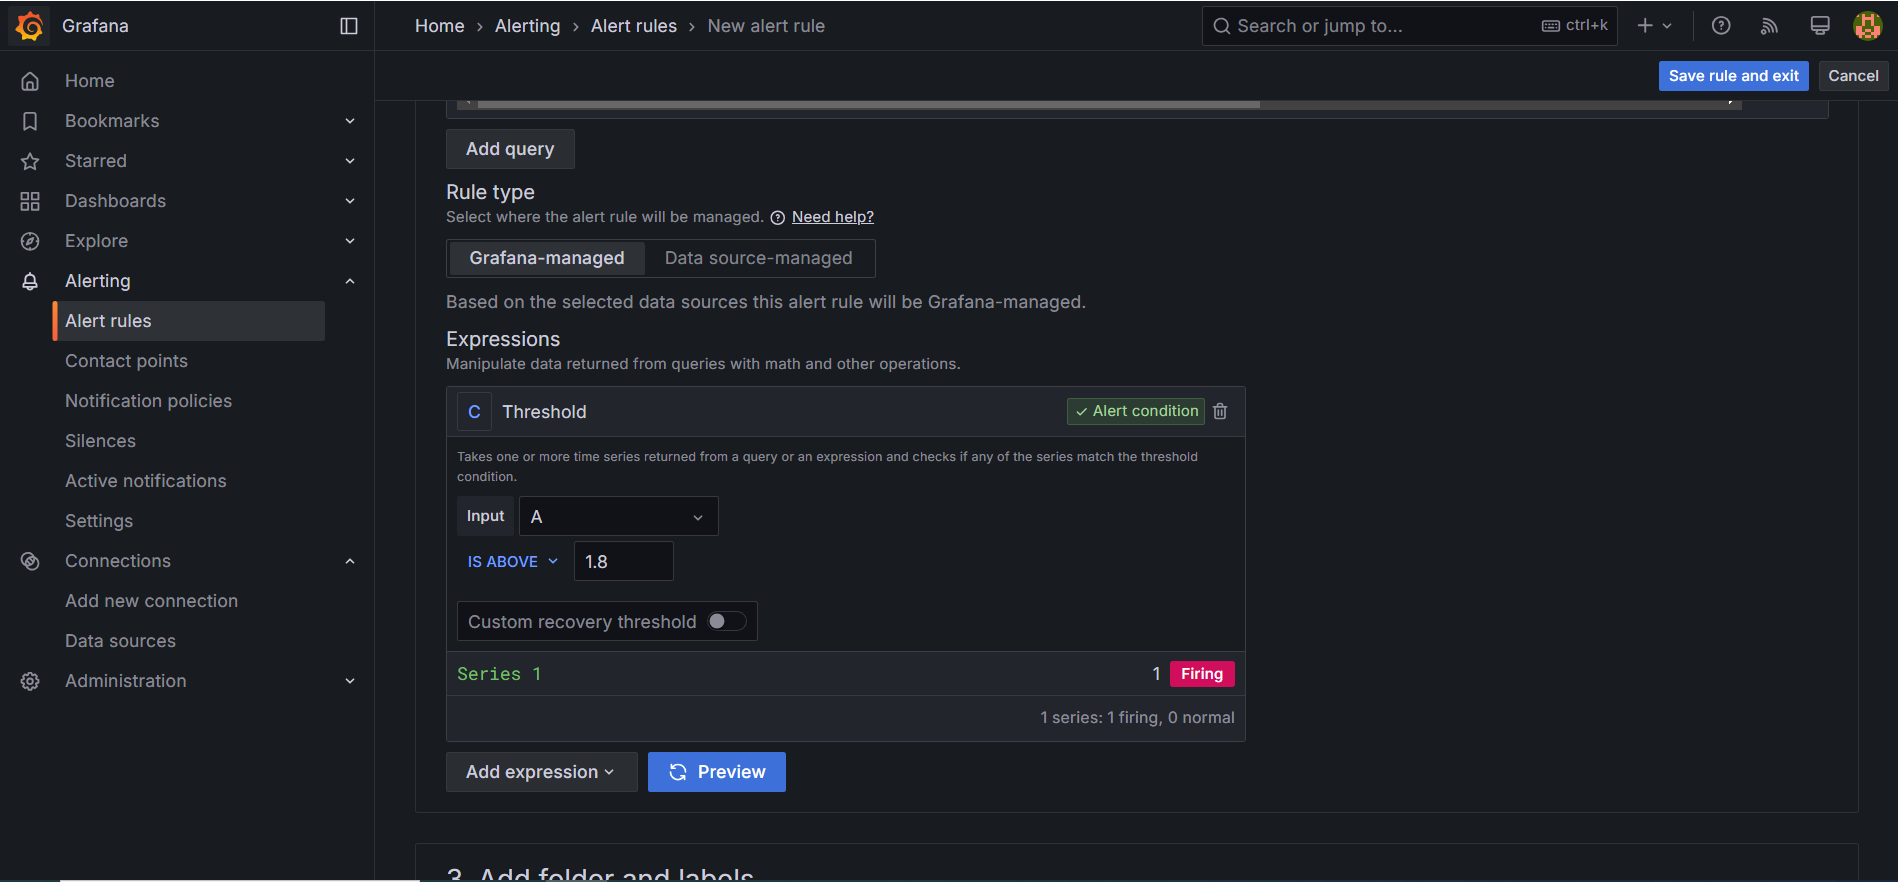 Grafana
Home › Alerting › Alert rules › New alert rule
Search or jump to...
ctrl+k
Save rule and exit
Cancel
Home
Bookmarks
Starred
Dashboards
Explore
Alerting
Alert rules
Contact points
Notification policies
Silences
Active notifications
Settings
Connections
Add new connection
Data sources
Administration
Add query
Rule type
Select where the alert rule will be managed. Need help?
Grafana-managed
Data source-managed
Based on the selected data sources this alert rule will be Grafana-managed.
Expressions
Manipulate data returned from queries with math and other operations.
C Threshold
Alert condition
Takes one or more time series returned from a query or an expression and checks if any of the series match the threshold
condition.
Input A
IS ABOVE 1.8
Custom recovery threshold
Series 1 1 Firing
1 series: 1 firing, 0 normal
Add expression
Preview
3. Add folder and labels